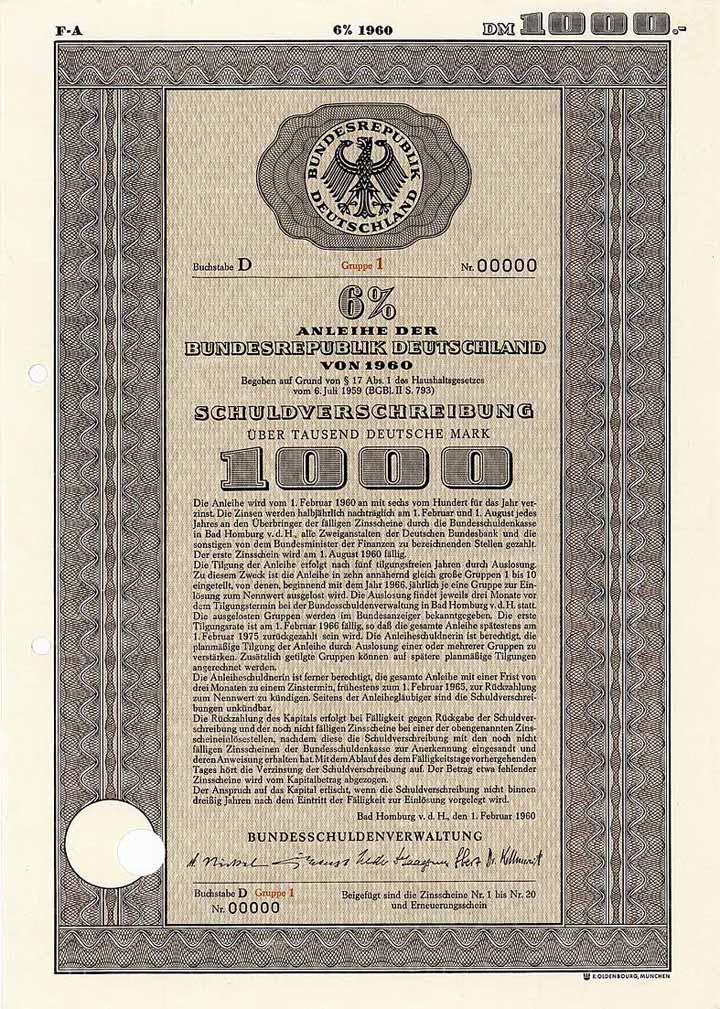 F-A 6% 1960 DM 1000.-
BUNDESREPUBLIK
DEUTSCHLAND
Buchstabe D Gruppe 1 Nr. 00000
6%
ANLEIHE DER
BUNDESREPUBLIK DEUTSCHLAND
VON 1960
Begeben auf Grund von § 17 Abs. 1 des Haushaltsgesetzes
vom 6. Juli 1959 (BGBl. II S. 793)
SCHULDVERSCHREIBUNG
ÜBER TAUSEND DEUTSCHE MARK
1000
Die Anleihe wird vom 1. Februar 1960 an mit sechs vom Hundert für das Jahr ver-
zinst. Die Zinsen werden halbjährlich nachträglich am 1. Februar und 1. August jedes
Jahres an den Überbringer der fälligen Zinsscheine durch die Bundesschuldenkasse
in Bad Homburg v. d. H., alle Zweiganstalten der Deutschen Bundesbank und die
sonstigen von dem Bundesminister der Finanzen zu bezeichnenden Stellen gezahlt.
Der erste Zinsschein wird am 1. August 1960 fällig.
Die Tilgung der Anleihe erfolgt nach fünf tilgungsfreien Jahren durch Auslosung.
Zu diesem Zweck ist die Anleihe in zehn annähernd gleich große Gruppen 1 bis 10
eingeteilt, von denen, beginnend mit dem Jahr 1966, jährlich je eine Gruppe zur Ein-
lösung zum Nennwert ausgelost wird. Die Auslosung findet jeweils drei Monate vor
dem Tilgungstermin bei der Bundesschuldenverwaltung in Bad Homburg v. d. H. statt.
Die ausgelosten Gruppen werden im Bundesanzeiger bekanntgegeben. Die erste
Tilgungsrate ist am 1. Februar 1966 fällig, so daß die gesamte Anleihe spätestens am
1. Februar 1975 zurückgezahlt sein wird. Die Anleiheschuldnerin ist berechtigt, die
planmäßige Tilgung der Anleihe durch Auslosung einer oder mehrerer Gruppen zu
verstärken. Zusätzlich getilgte Gruppen können auf spätere planmäßige Tilgungen
angerechnet werden.
Die Anleiheschuldnerin ist ferner berechtigt, die gesamte Anleihe mit einer Frist von
drei Monaten zu einem Zinstermin, frühestens zum 1. Februar 1965, zur Rückzahlung
zum Nennwert zu kündigen. Seitens der Anleihegläubiger sind die Schuldverschrei-
bungen unkündbar.
Die Rückzahlung des Kapitals erfolgt bei Fälligkeit gegen Rückgabe der Schuldver-
schreibung und der noch nicht fälligen Zinsscheine bei einer der obengenannten Zins-
scheineinlösestellen, nachdem diese die Schuldverschreibung mit den noch nicht
fälligen Zinsscheinen der Bundesschuldenkasse zur Anerkennung eingesandt und
deren Anweisung erhalten hat. Mit dem Ablauf des dem Fälligkeitstage vorhergehenden
Tages hört die Verzinsung der Schuldverschreibung auf. Der Betrag etwa fehlender
Zinsscheine wird vom Kapitalbetrag abgezogen.
Der Anspruch auf das Kapital erlischt, wenn die Schuldverschreibung nicht binnen
dreißig Jahren nach dem Eintritt der Fälligkeit zur Einlösung vorgelegt wird.
Bad Homburg v. d. H., den 1. Februar 1960
BUNDESSCHULDENVERWALTUNG
Buchstabe D Gruppe 1
Nr. 00000
Beigefügt sind die Zinsscheine Nr. 1 bis Nr. 20
und Erneuerungsschein
R. OLDENBOURG, MÜNCHEN